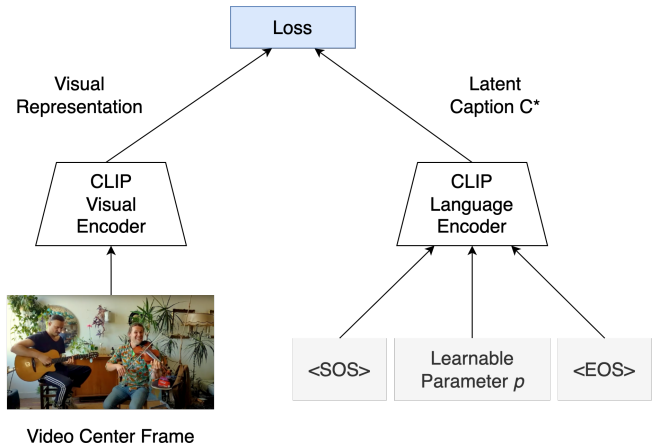 Loss
Visual
Representation
Latent
Caption C*
CLIP
Visual
Encoder
CLIP
Language
Encoder
<SOS>
Learnable
Parameter p
<EOS>
Video Center Frame